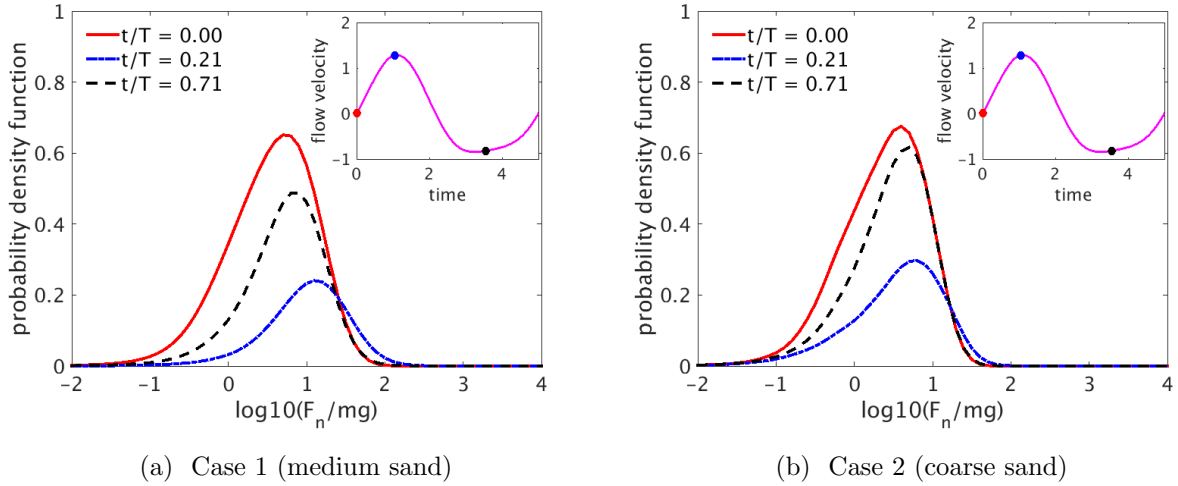 1
0.8
0.6
0.4
0.2
0
probability density function
t/T = 0.00
t/T = 0.21
t/T = 0.71
2
1
0
−1
flow velocity
0 2 4
time
−2 −1 0 1 2 3 4
log10(F_n/mg)
(a) Case 1 (medium sand)
1
0.8
0.6
0.4
0.2
0
probability density function
t/T = 0.00
t/T = 0.21
t/T = 0.71
2
1
0
−1
flow velocity
0 2 4
time
−2 −1 0 1 2 3 4
log10(F_n/mg)
(b) Case 2 (coarse sand)